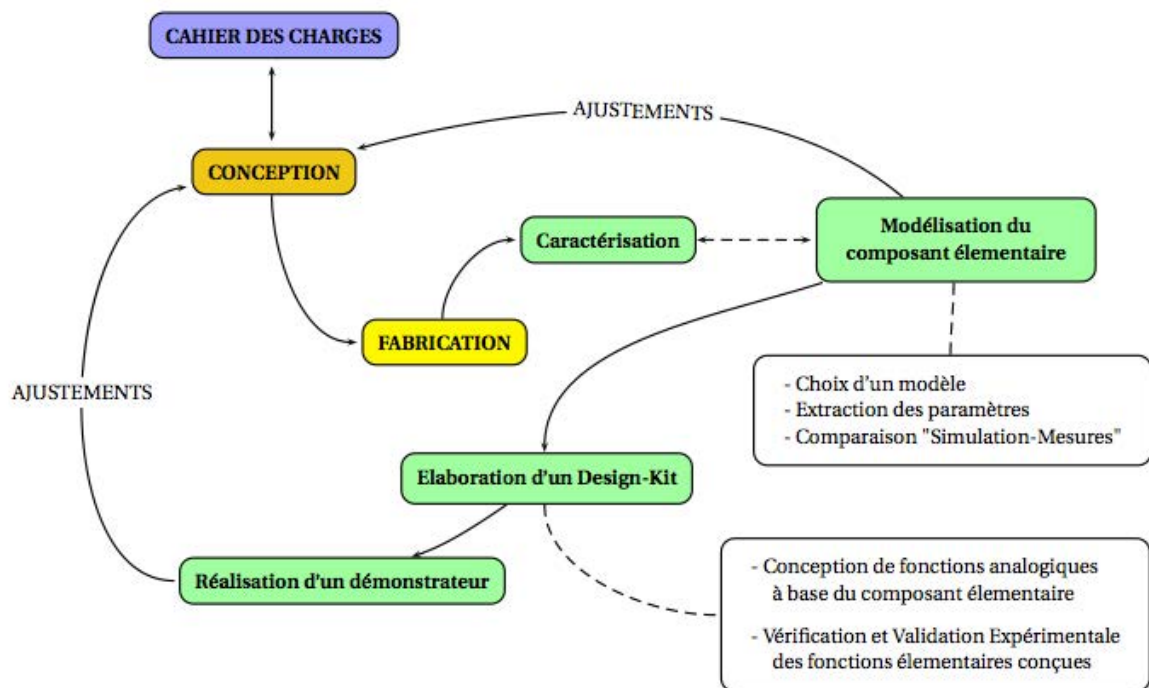 CAHIER DES CHARGES
AJUSTEMENTS
CONCEPTION
Caractérisation
Modélisation du
composant élementaire
FABRICATION
AJUSTEMENTS
- Choix d'un modèle
- Extraction des paramètres
- Comparaison "Simulation-Mesures"
Elaboration d'un Design-Kit
Réalisation d'un démonstrateur
- Conception de fonctions analogiques
à base du composant élémentaire
- Vérification et Validation Expérimentale
des fonctions élementaires conçues